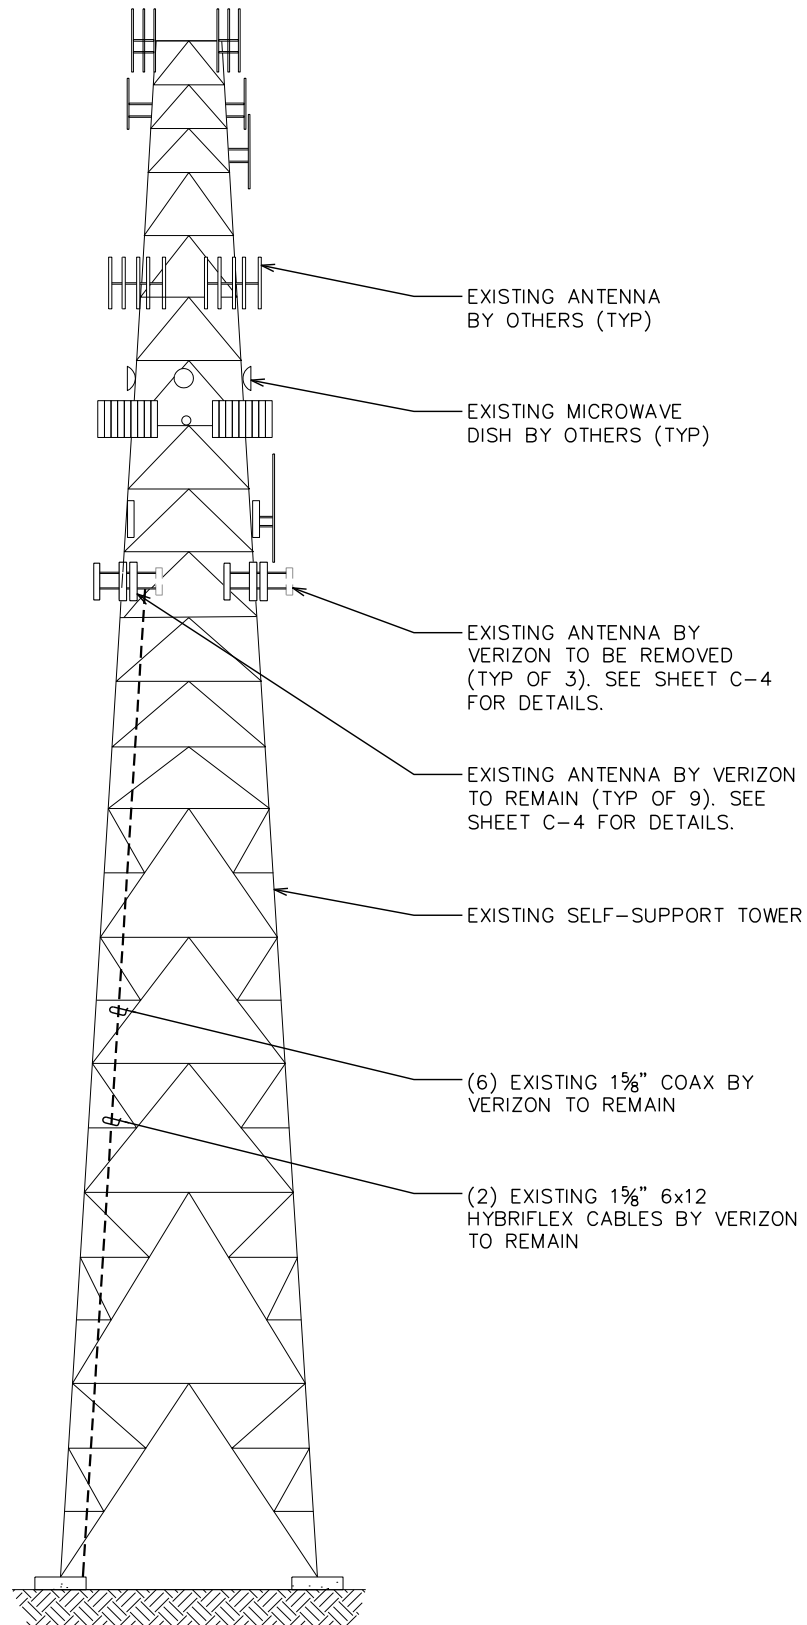 EXISTING ANTENNA
BY OTHERS (TYP)
EXISTING MICROWAVE
DISH BY OTHERS (TYP)
EXISTING ANTENNA BY
VERIZON TO BE REMOVED
(TYP OF 3). SEE SHEET C-4
FOR DETAILS.
EXISTING ANTENNA BY VERIZON
TO REMAIN (TYP OF 9). SEE
SHEET C-4 FOR DETAILS.
EXISTING SELF-SUPPORT TOWER
(6) EXISTING 1⅝" COAX BY
VERIZON TO REMAIN
(2) EXISTING 1⅝" 6x12
HYBRIFLEX CABLES BY VERIZON
TO REMAIN